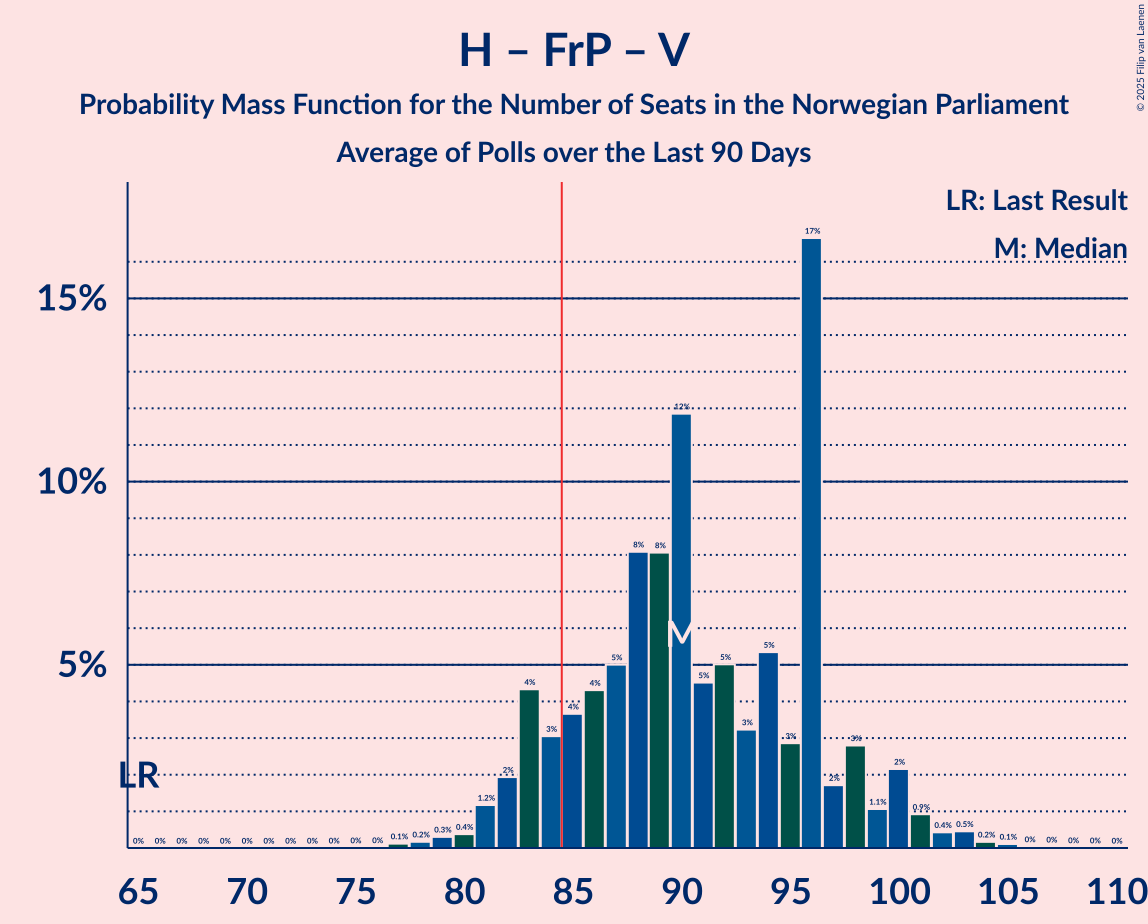 H – FrP – V
Probability Mass Function for the Number of Seats in the Norwegian Parliament
Average of Polls over the Last 90 Days
© 2025 Filip van Laenen
LR: Last Result
M: Median
15%
10%
5%
LR
M
0% 0% 0% 0% 0% 0% 0% 0% 0% 0% 0% 0% 0.1% 0.2% 0.3% 0.4% 1.2% 2% 4% 3% 4% 4% 5% 8% 8% 12% 5% 5% 3% 5% 3% 17% 2% 3% 1.1% 2% 0.9% 0.4% 0.5% 0.2% 0.1% 0% 0% 0% 0% 0%
65 70 75 80 85 90 95 100 105 110